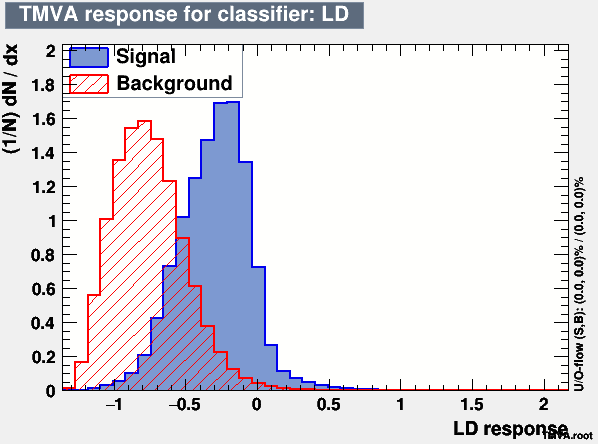 TMVA response for classifier: LD
(1/N) dN / dx
2
1.8
1.6
1.4
1.2
1
0.8
0.6
0.4
0.2
0
Signal
Background
−1
−0.5
0
0.5
1
1.5
2
LD response
U/O-flow (S,B): (0.0, 0.0)% / (0.0, 0.0)%
TMVA.root